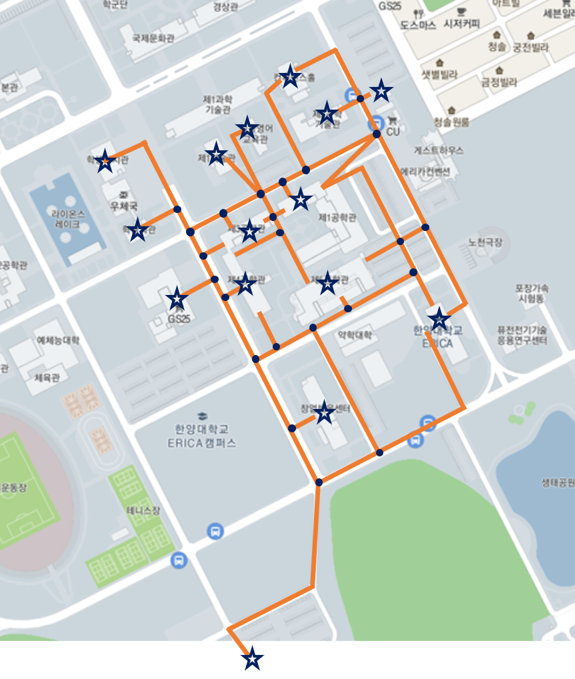 학군단
경상관
GS25
도스마스
시저커피
세븐일레
아트빌
국제문화관
청솔
궁전빌라
샛별빌라
금정빌라
본관
제1과학
기술관
CU
청솔원룸
게스트하우스
에리카컨벤션
우체국
라이온스
레이크
제1공학관
노천극장
공학관
GS25
포장가속
시험동
약학대학
한양대학교
ERICA
퓨전전기기술
응용연구센터
예체능대학
체육관
한양대학교
ERICA캠퍼스
운동장
테니스장
생태공원